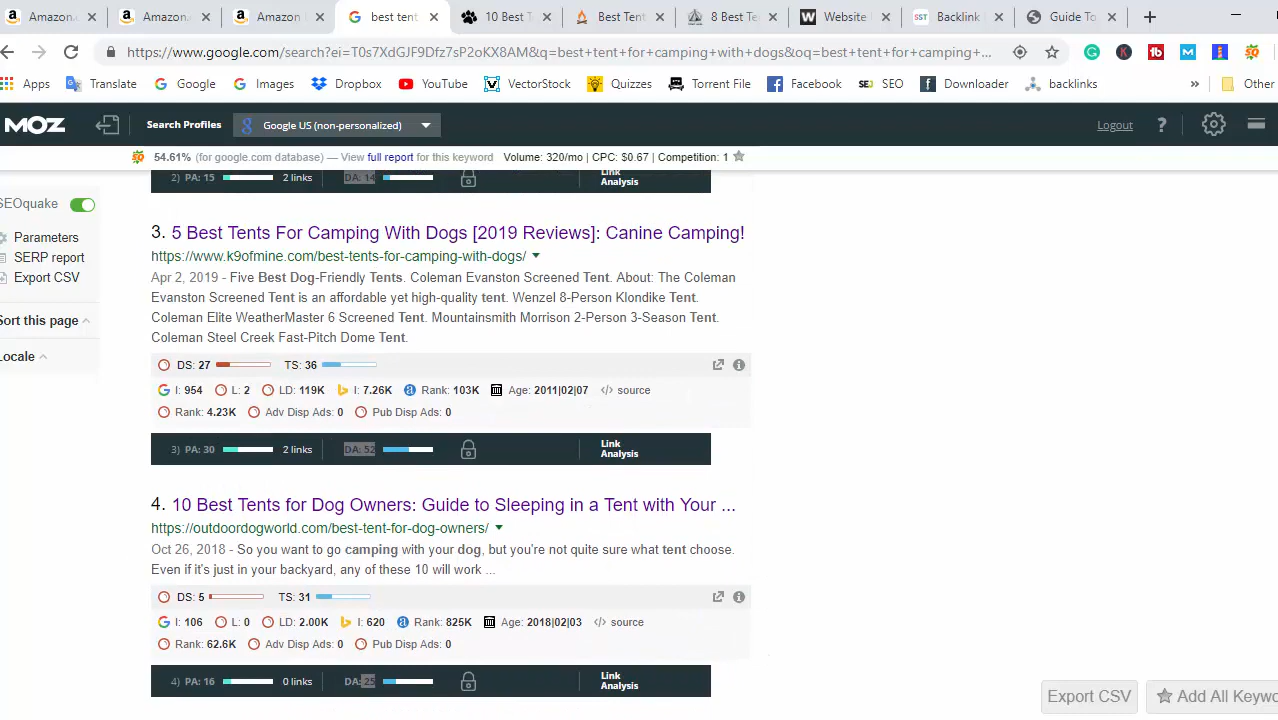 Amazon.
Amazon.
Amazon
best tent
10 Best T
Best Tent
8 Best Te
Website
SST Backlink
Guide To
https://www.google.com/search?ei=T0s7XdGJF9Dfz7sP2oKX8AM&q=best+tent+for+camping+with+dogs&oq=best+tent+for+camping+...
Apps Translate Google Images Dropbox YouTube VectorStock Quizzes Torrent File Facebook SEO Downloader backlinks » Other
MOZ Search Profiles Google US (non-personalized) Logout ?
54.61% (for google.com database) — View full report for this keyword Volume: 320/mo | CPC: $0.67 | Competition: 1
2) PA: 15 2 links DA: 14 Link Analysis
SEOquake
Parameters
SERP report
Export CSV
Sort this page
Locale
3. 5 Best Tents For Camping With Dogs [2019 Reviews]: Canine Camping!
https://www.k9ofmine.com/best-tents-for-camping-with-dogs/
Apr 2, 2019 - Five Best Dog-Friendly Tents. Coleman Evanston Screened Tent. About: The Coleman
Evanston Screened Tent is an affordable yet high-quality tent. Wenzel 8-Person Klondike Tent.
Coleman Elite WeatherMaster 6 Screened Tent. Mountainsmith Morrison 2-Person 3-Season Tent.
Coleman Steel Creek Fast-Pitch Dome Tent.
DS: 27 TS: 36
I: 954 L: 2 LD: 119K I: 7.26K Rank: 103K Age: 2011|02|07 </> source
Rank: 4.23K Adv Disp Ads: 0 Pub Disp Ads: 0
3) PA: 30 2 links DA: 52 Link Analysis
4. 10 Best Tents for Dog Owners: Guide to Sleeping in a Tent with Your ...
https://outdoordogworld.com/best-tent-for-dog-owners/
Oct 26, 2018 - So you want to go camping with your dog, but you're not quite sure what tent choose.
Even if it's just in your backyard, any of these 10 will work ...
DS: 5 TS: 31
I: 106 L: 0 LD: 2.00K I: 620 Rank: 825K Age: 2018|02|03 </> source
Rank: 62.6K Adv Disp Ads: 0 Pub Disp Ads: 0
4) PA: 16 0 links DA: 25 Link Analysis
Export CSV
Add All Keywo